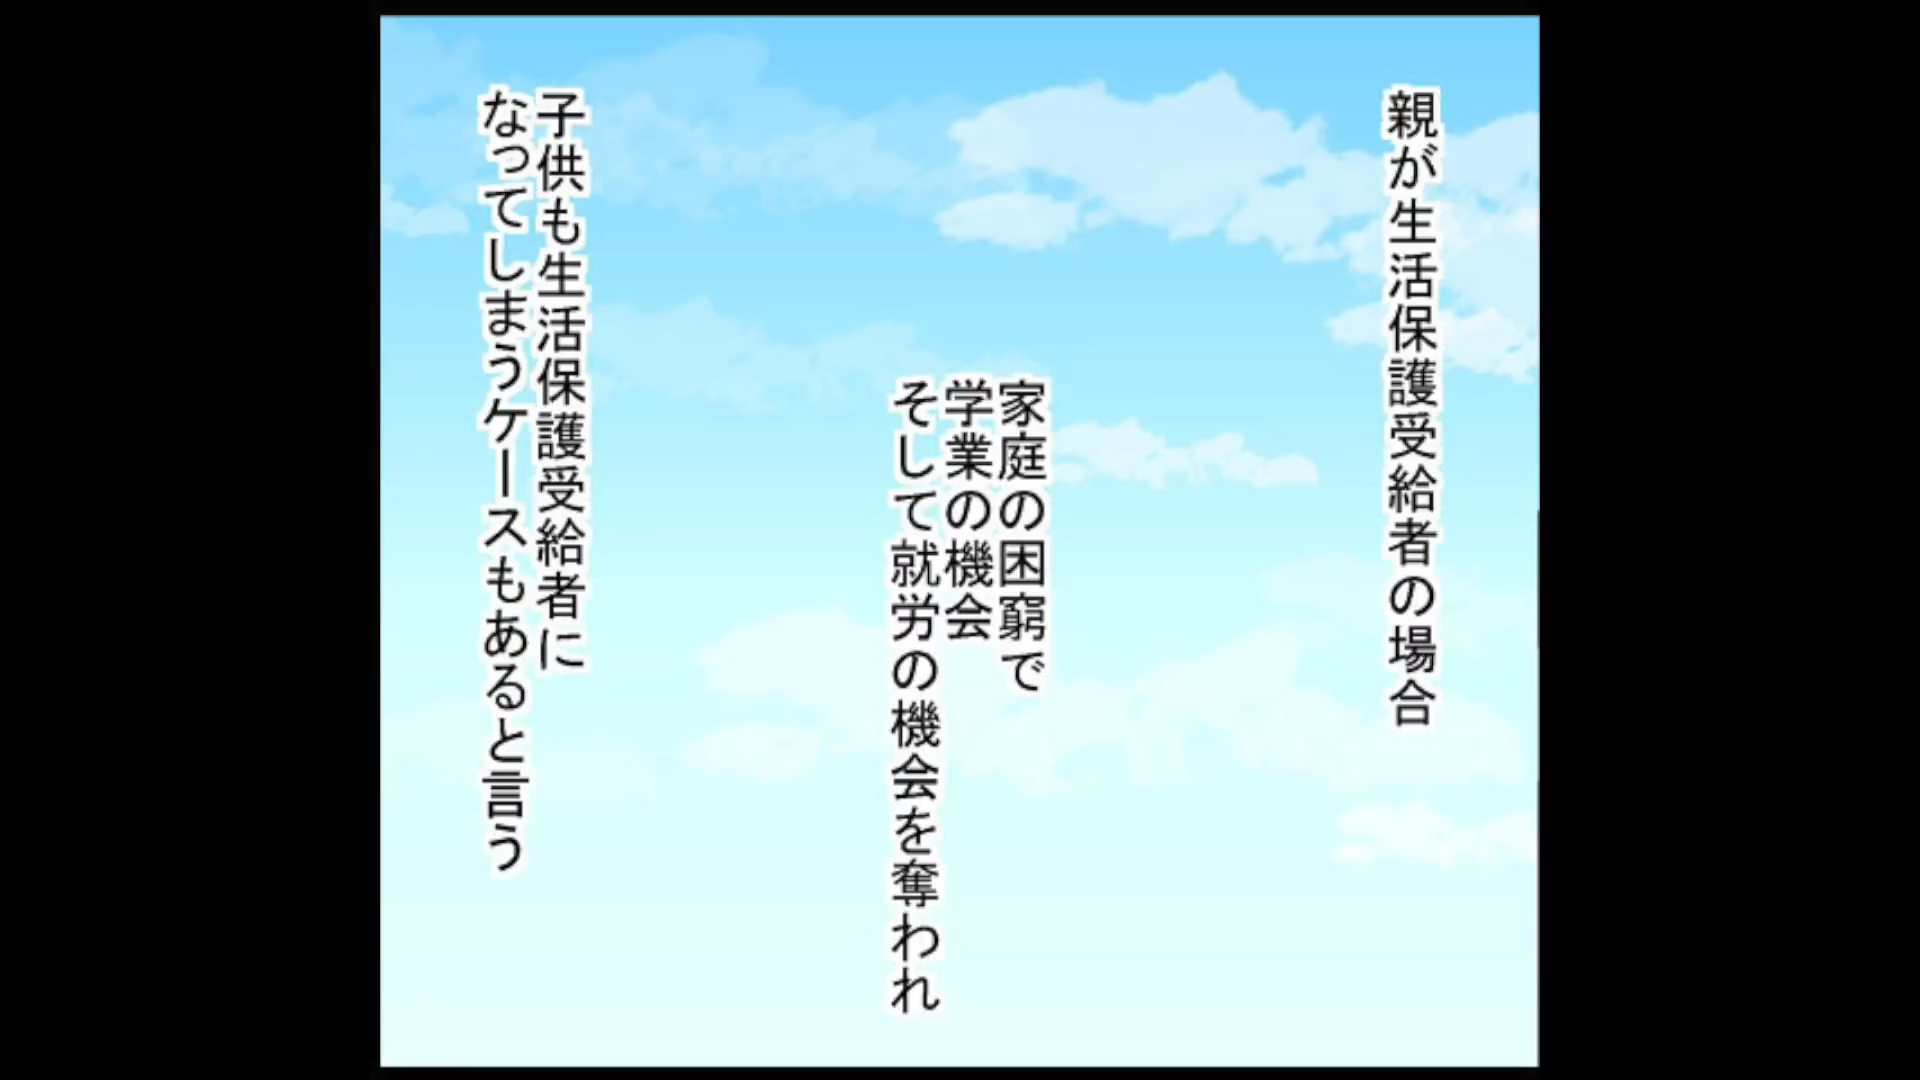 親が生活保護受給者の場合
家庭の困窮で
学業の機会
そして就労の機会を奪われ
子供も生活保護受給者に
なってしまうケースもあると言う